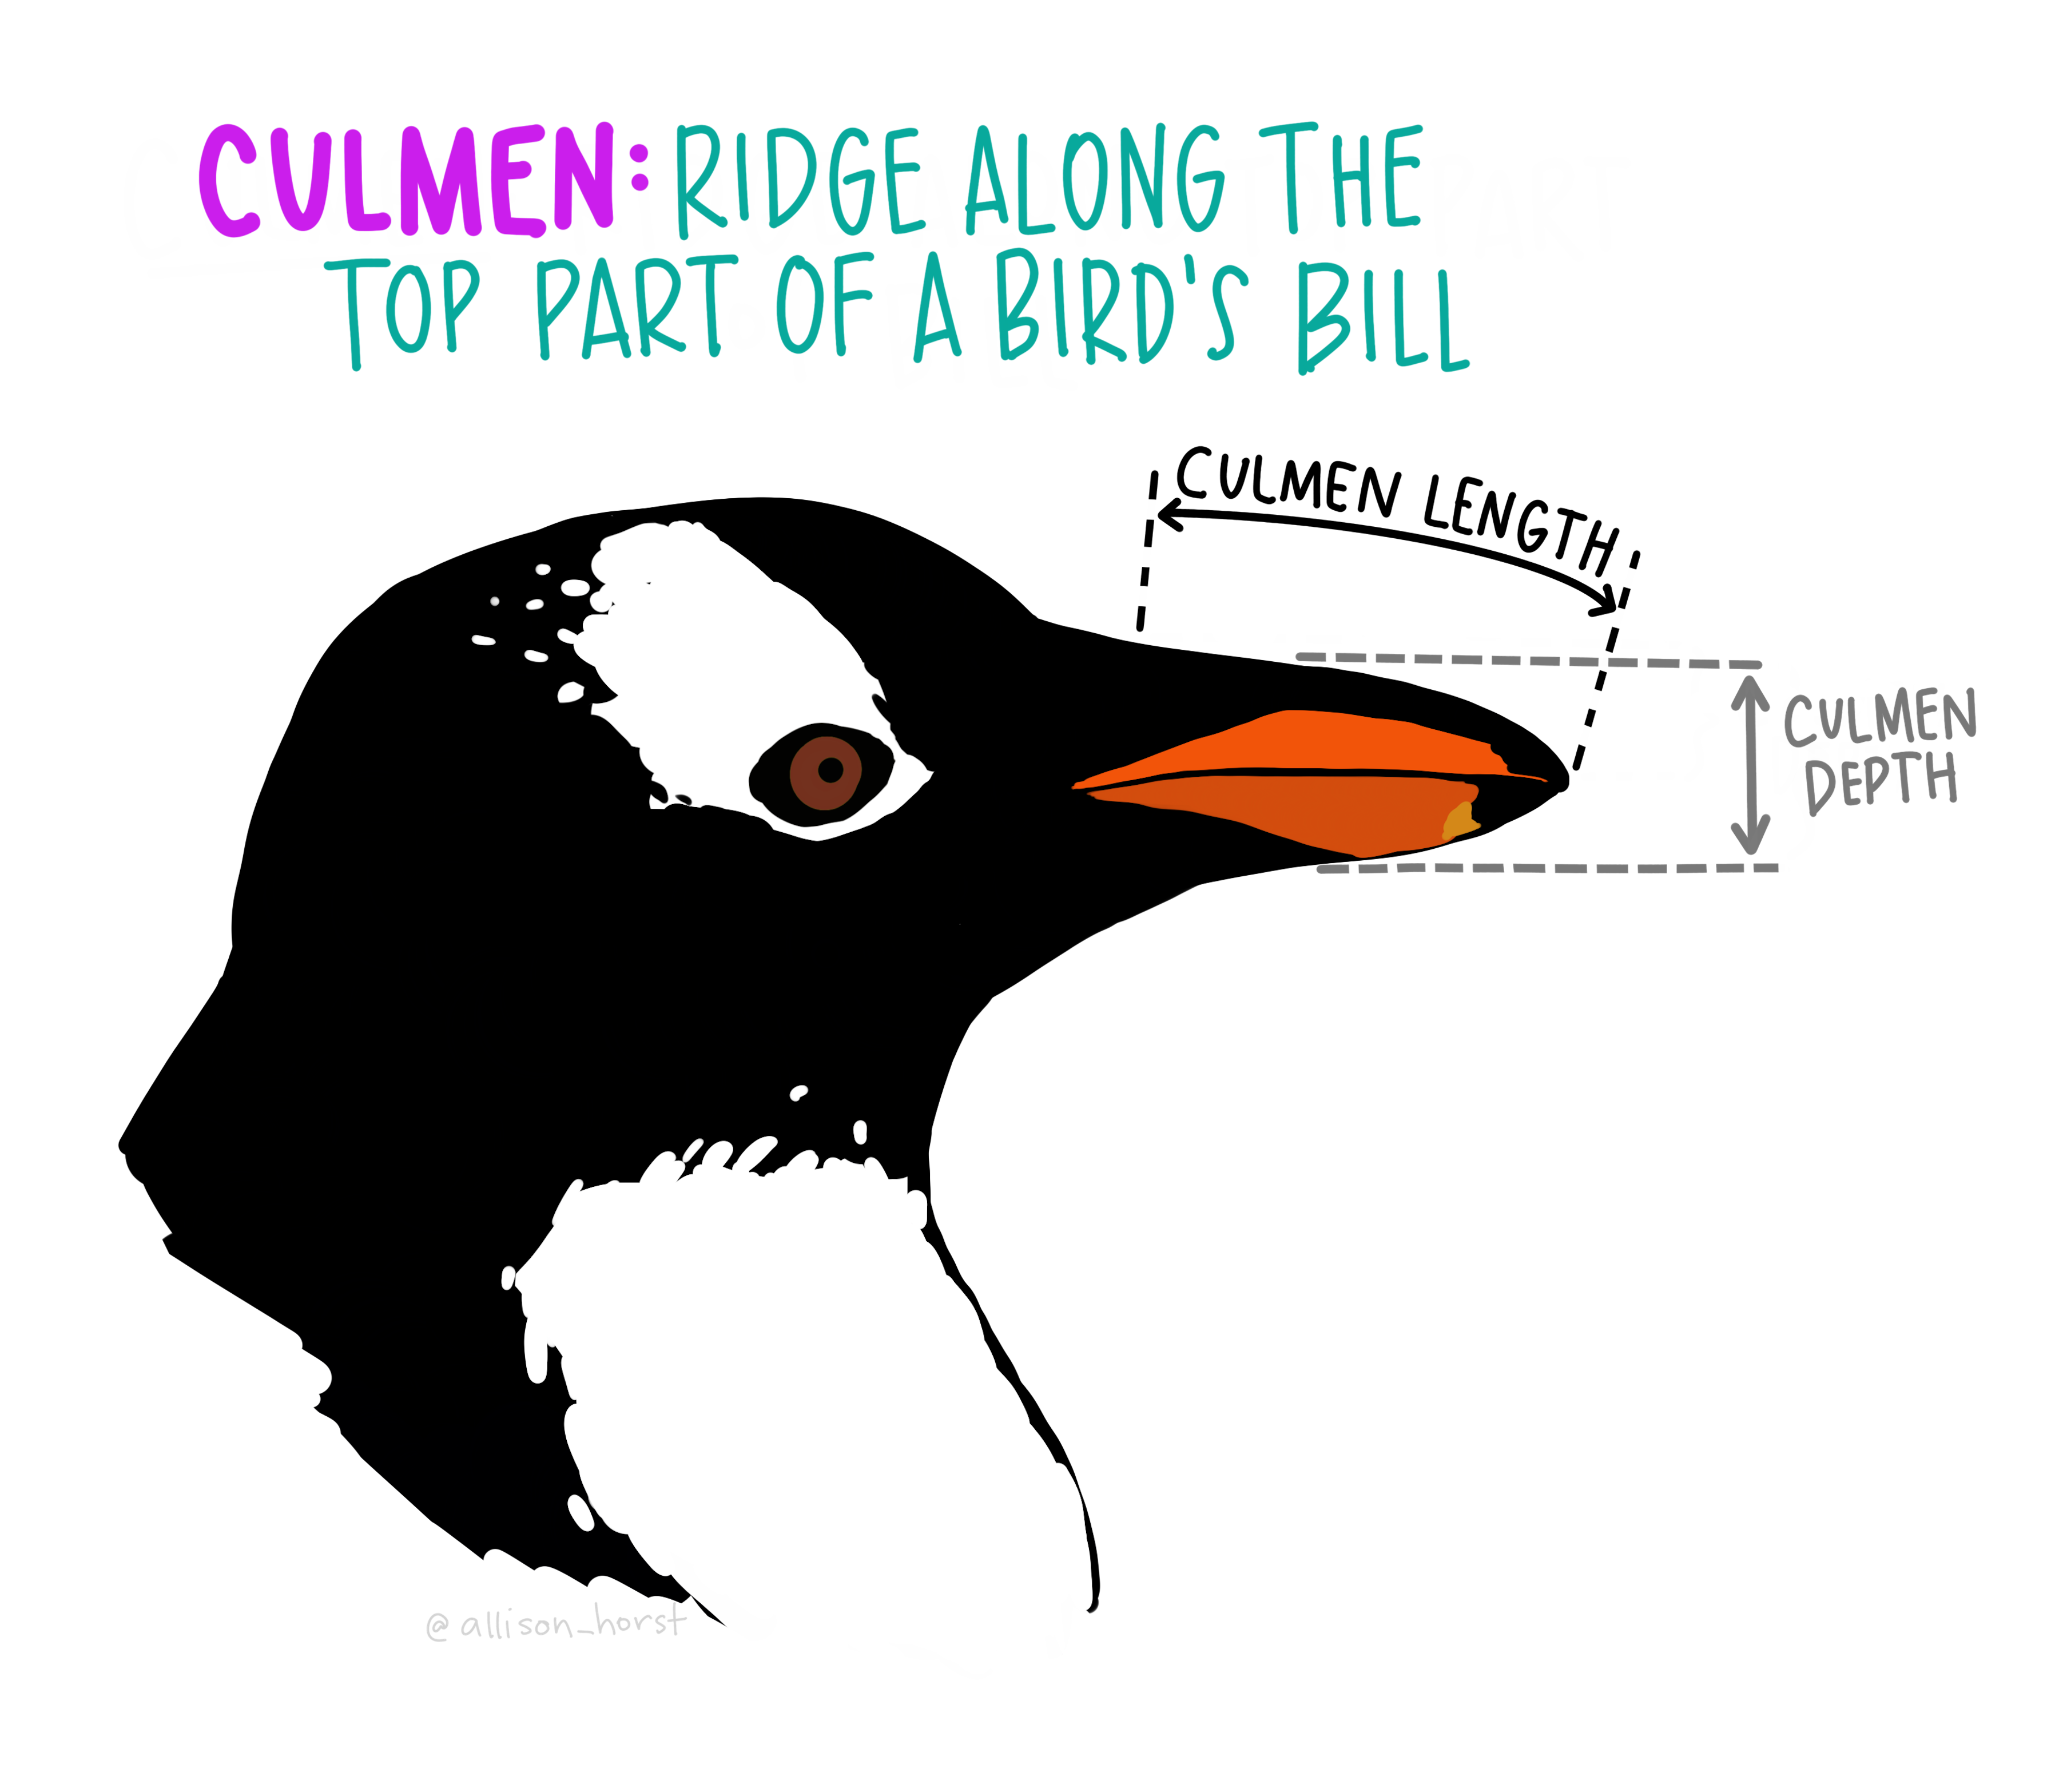 CULMEN: RIDGE ALONG THE
TOP PART OF A BIRD'S BILL
CULMEN LENGTH
CULMEN
DEPTH
@allison_horst